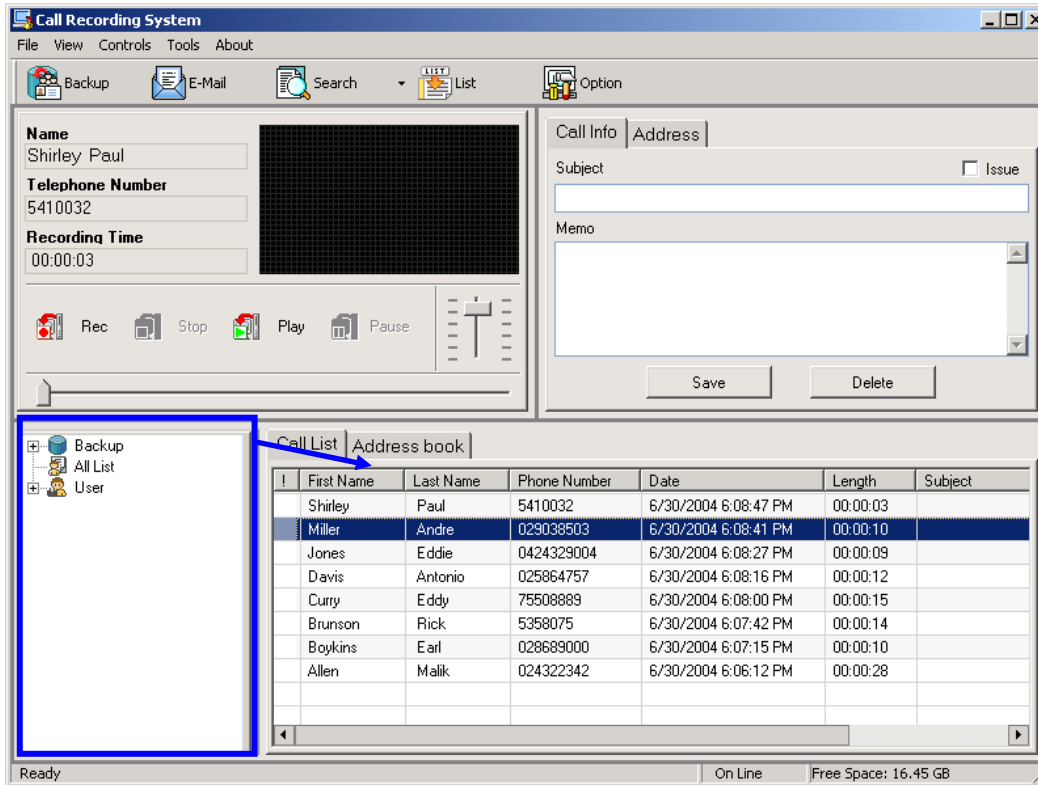 Call Recording System
File View Controls Tools About
Backup E-Mail Search LIST List Option
Name
Shirley Paul
Telephone Number
5410032
Recording Time
00:00:03
Rec Stop Play Pause
Call Info Address
Subject Issue
Memo
Save Delete
Backup
All List
User
Call List Address book
! First Name Last Name Phone Number Date Length Subject
Shirley Paul 5410032 6/30/2004 6:08:47 PM 00:00:03
Miller Andre 029038503 6/30/2004 6:08:41 PM 00:00:10
Jones Eddie 0424329004 6/30/2004 6:08:27 PM 00:00:09
Davis Antonio 025864757 6/30/2004 6:08:16 PM 00:00:12
Curry Eddy 75508889 6/30/2004 6:08:00 PM 00:00:15
Brunson Rick 5358075 6/30/2004 6:07:42 PM 00:00:14
Boykins Earl 028689000 6/30/2004 6:07:15 PM 00:00:10
Allen Malik 024322342 6/30/2004 6:06:12 PM 00:00:28
Ready On Line Free Space: 16.45 GB